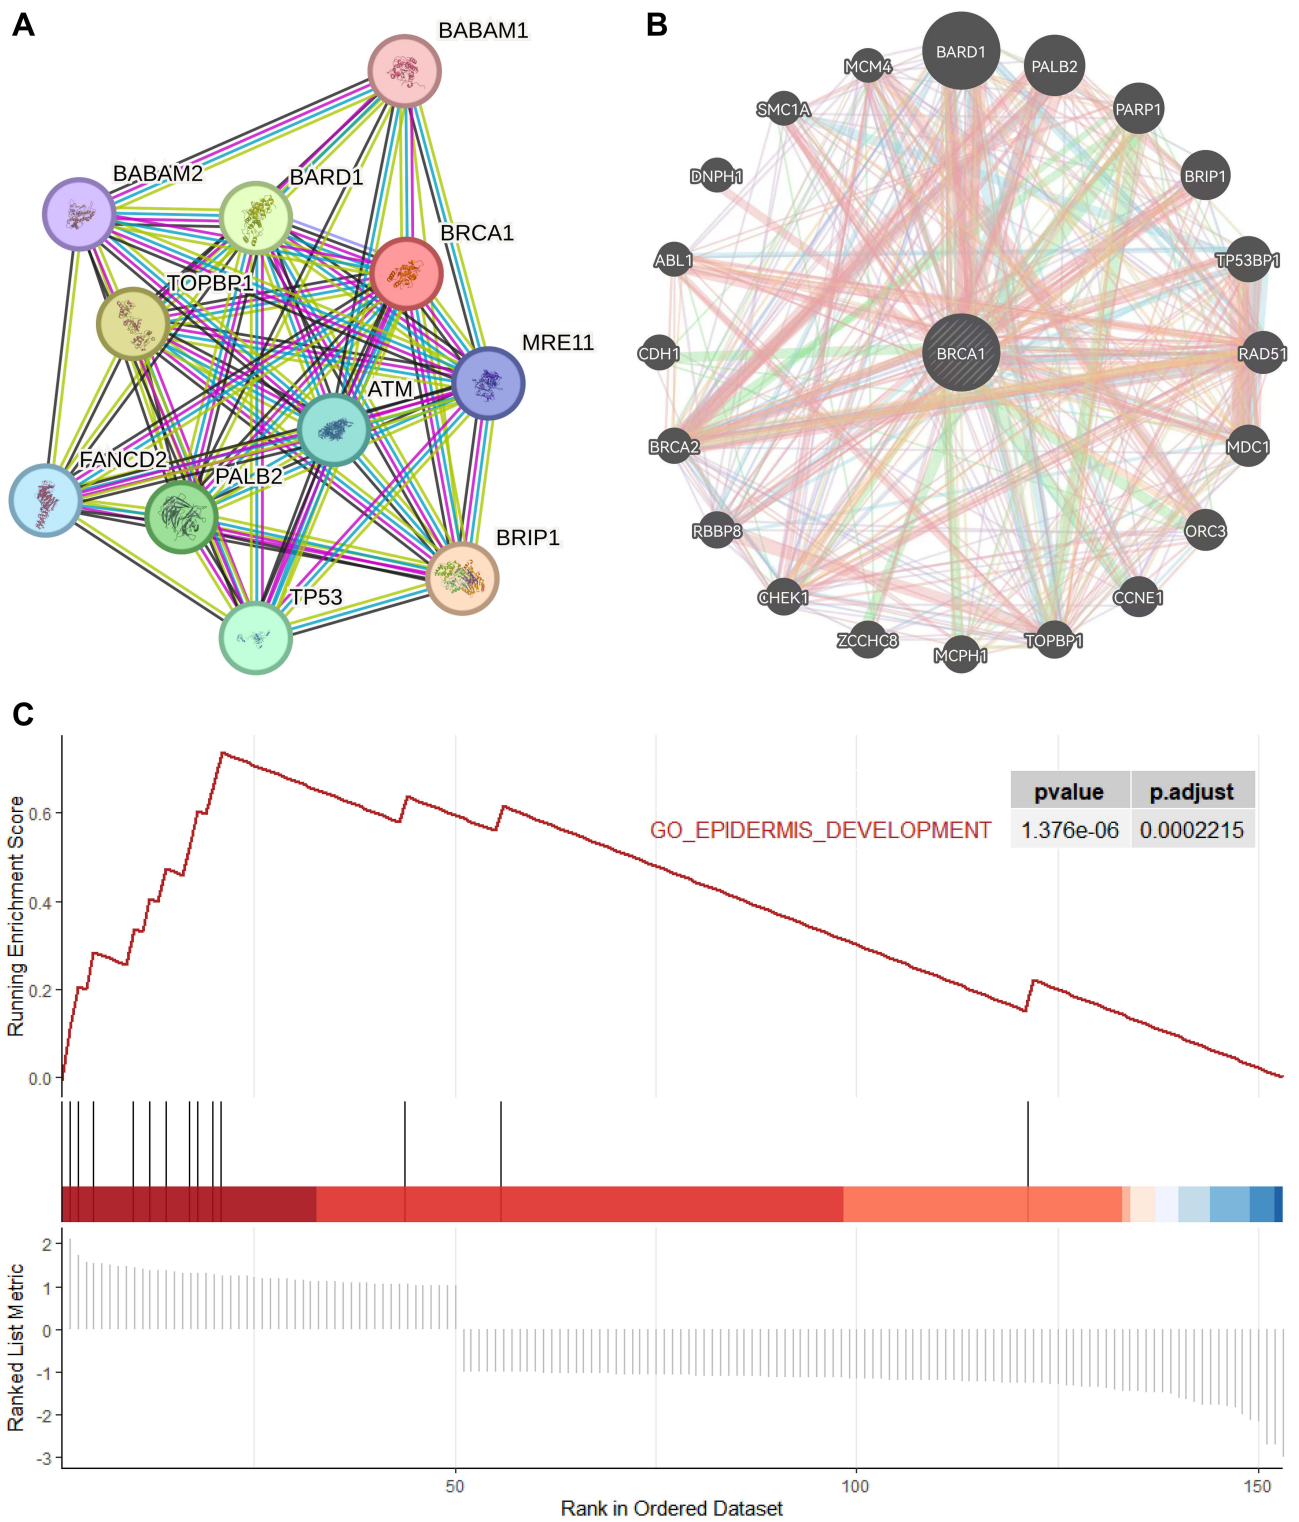 A
BABAM1
BABAM2
BARD1
BRCA1
TOPBP1
MRE11
ATM
FANCD2
PALB2
BRIP1
TP53
B
BARD1
MCM4
PALB2
SMC1A
PARP1
DNPH1
BRIP1
ABL1
TP53BP1
CDH1
BRCA1
RAD51
BRCA2
MDC1
RBBP8
ORC3
CHEK1
CCNE1
ZCCHC8
MCPH1
TOPBP1
C
Running Enrichment Score
0.6
0.4
0.2
0.0
pvalue p.adjust
GO_EPIDERMIS_DEVELOPMENT 1.376e-06 0.0002215
Ranked List Metric
2
1
0
-1
-2
-3
50 100 150
Rank in Ordered Dataset